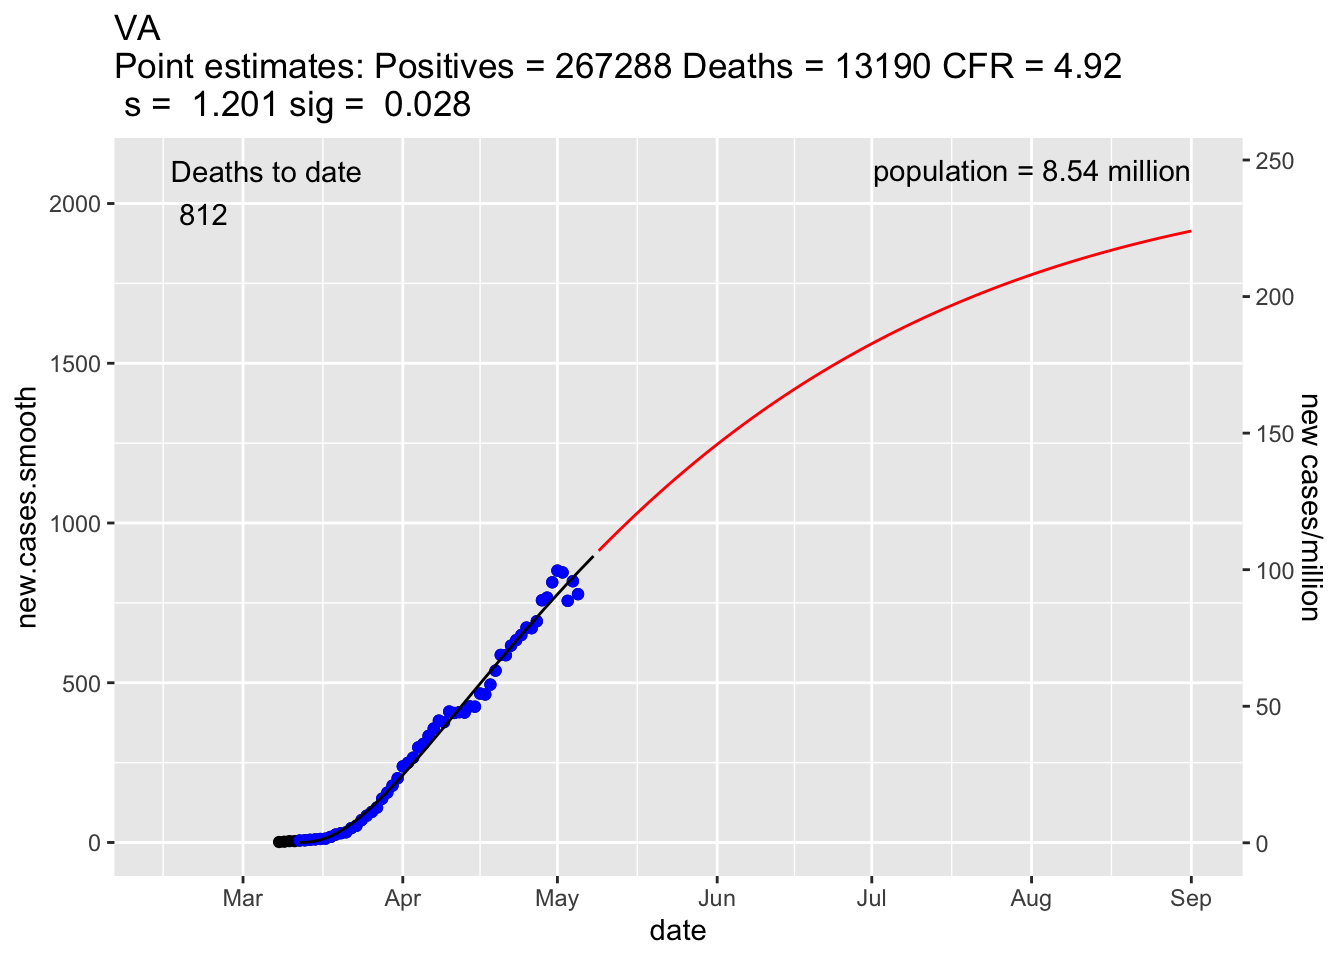 VA
Point estimates: Positives = 267288 Deaths = 13190 CFR = 4.92
s = 1.201 sig = 0.028
Deaths to date
812
population = 8.54 million
2000
1500
1000
500
0
new.cases.smooth
250
200
150
100
50
0
new cases/million
Mar Apr May Jun Jul Aug Sep
date